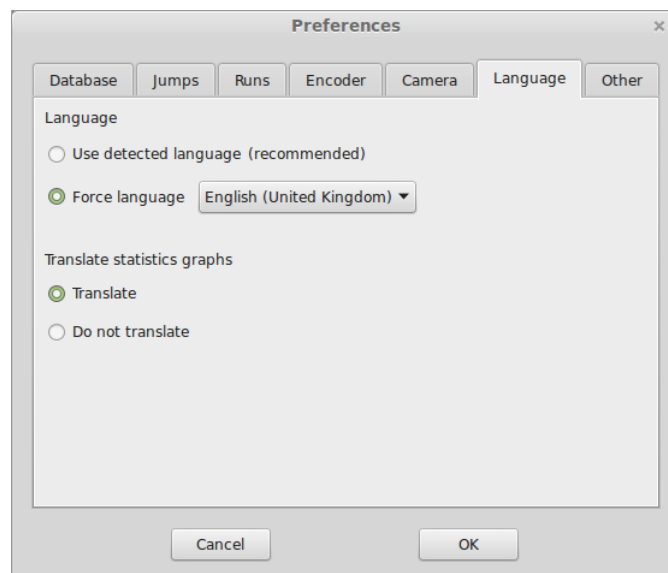 Preferences
Database Jumps Runs Encoder Camera Language Other
Language
Use detected language (recommended)
Force language English (United Kingdom)
Translate statistics graphs
Translate
Do not translate
Cancel OK